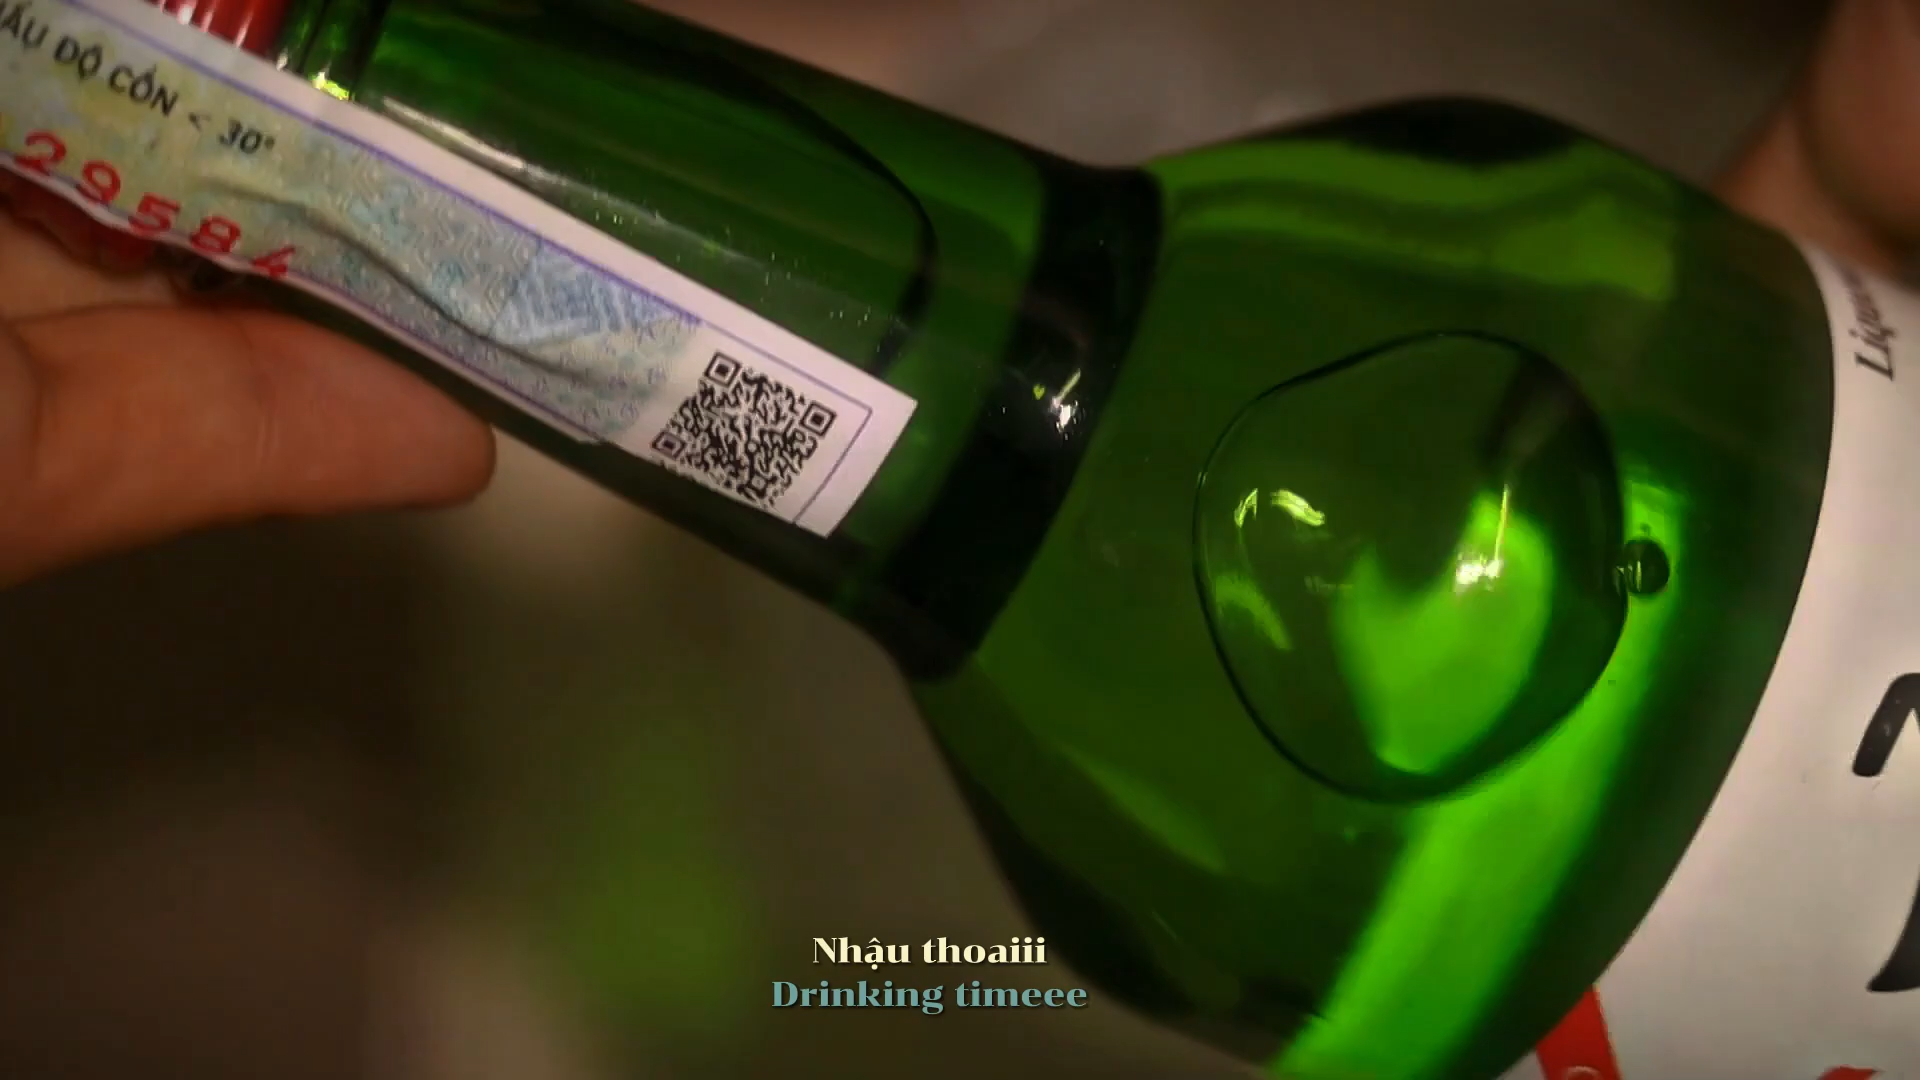 ĐỘ CỒN < 30°
29584
Nhậu thoaiii
Drinking timeee